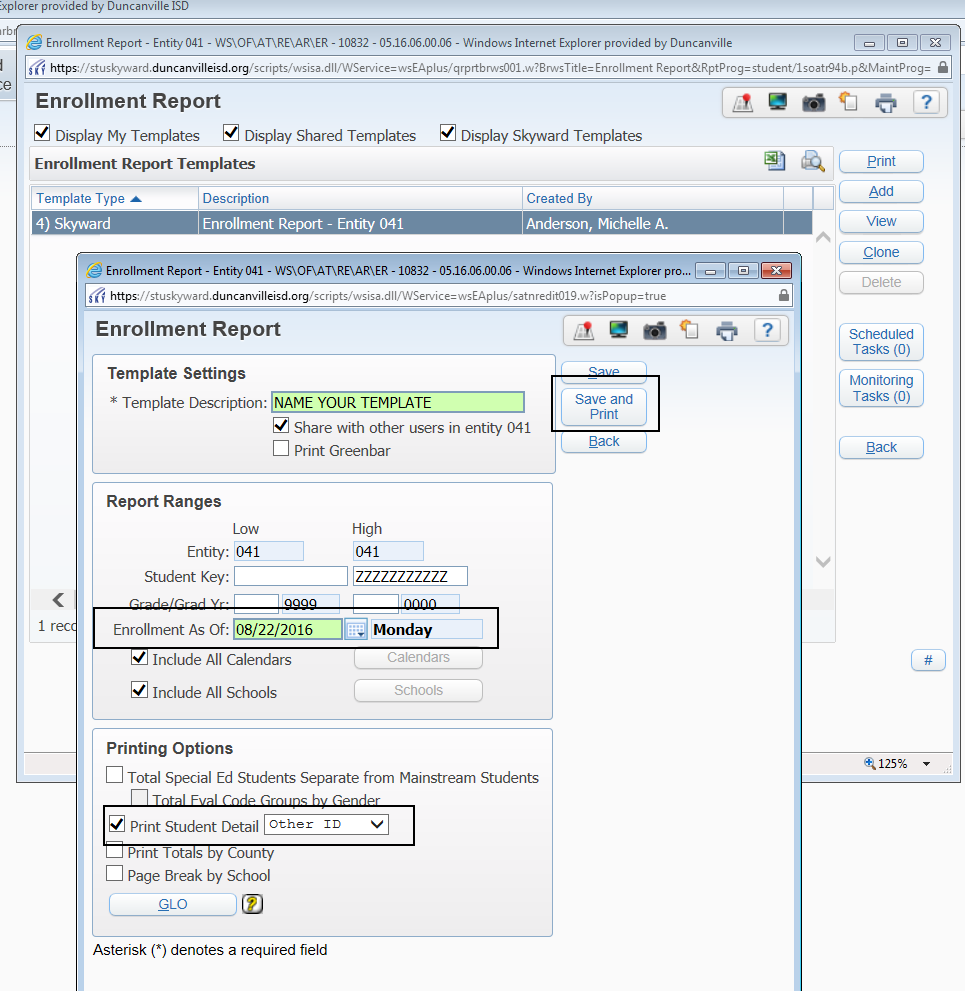 Explorer provided by Duncanville ISD
Enrollment Report - Entity 041 - WS\OF\AT\RE\AR\ER - 10832 - 05.16.06.00.06 - Windows Internet Explorer provided by Duncanville
https://stuskyward.duncanvilleisd.org/scripts/wsisa.dll/WService=wsEAplus/qrprtbrws001.w?BrwsTitle=Enrollment Report&RptProg=student/1soatr94b.p&MaintProg=
Enrollment Report
?
Display My Templates Display Shared Templates Display Skyward Templates
Enrollment Report Templates
Print
Add
View
Clone
Delete
Scheduled
Tasks (0)
Monitoring
Tasks (0)
Back
#
Template Type Description Created By
4) Skyward Enrollment Report - Entity 041 Anderson, Michelle A.
1 reco
125%
Enrollment Report - Entity 041 - WS\OF\AT\RE\AR\ER - 10832 - 05.16.06.00.06 - Windows Internet Explorer pro...
https://stuskyward.duncanvilleisd.org/scripts/wsisa.dll/WService=wsEAplus/satnredit019.w?isPopup=true
Enrollment Report
?
Template Settings
* Template Description: NAME YOUR TEMPLATE
Share with other users in entity 041
Print Greenbar
Save
Save and
Print
Back
Report Ranges
Low High
Entity: 041 041
Student Key: ZZZZZZZZZZZ
Grade/Grad Yr: 9999 0000
Enrollment As Of: 08/22/2016 Monday
Include All Calendars Calendars
Include All Schools Schools
Printing Options
Total Special Ed Students Separate from Mainstream Students
Total Eval Code Groups by Gender
Print Student Detail Other ID
Print Totals by County
Page Break by School
GLO ?
Asterisk (*) denotes a required field